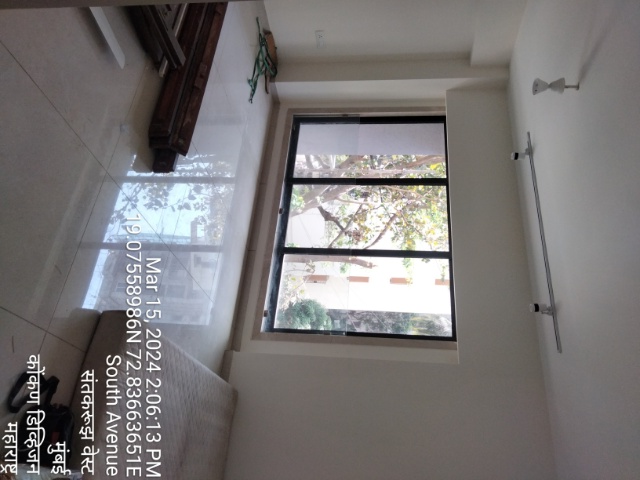 Mar 15, 2024 2:06:13 PM
19.07558986N 72.83663651E
South Avenue
संताक्रूझ वेस्ट
मुंबई
कोंकण डिव्हिजन
महाराष्ट्र